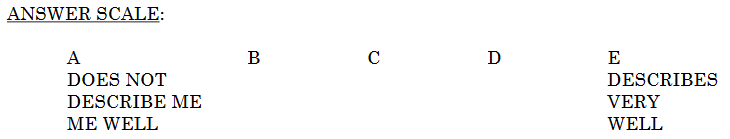 ANSWER SCALE:
A B C D E
DOES NOT DESCRIBES
DESCRIBE ME VERY
ME WELL WELL